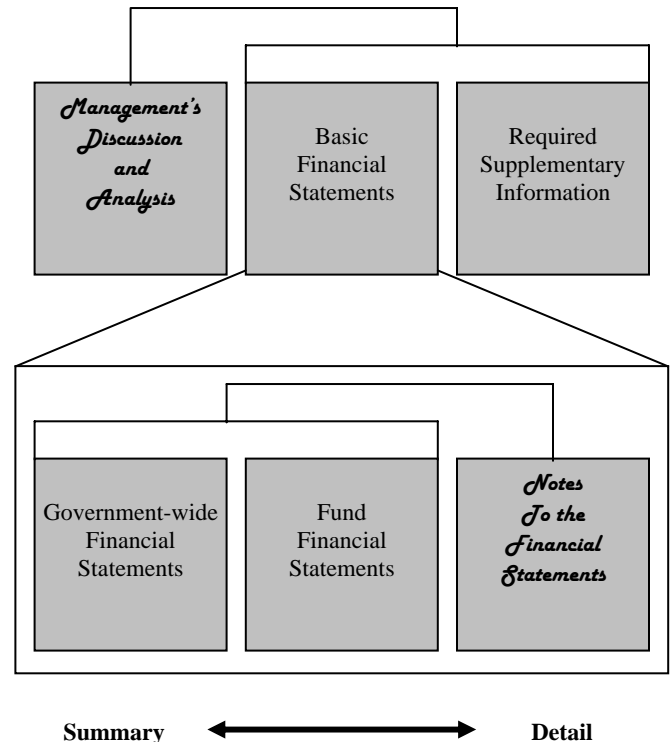 Management's
Discussion
and
Analysis
Basic
Financial
Statements
Required
Supplementary
Information
Government-wide
Financial
Statements
Fund
Financial
Statements
Notes
To the
Financial
Statements
Summary
Detail